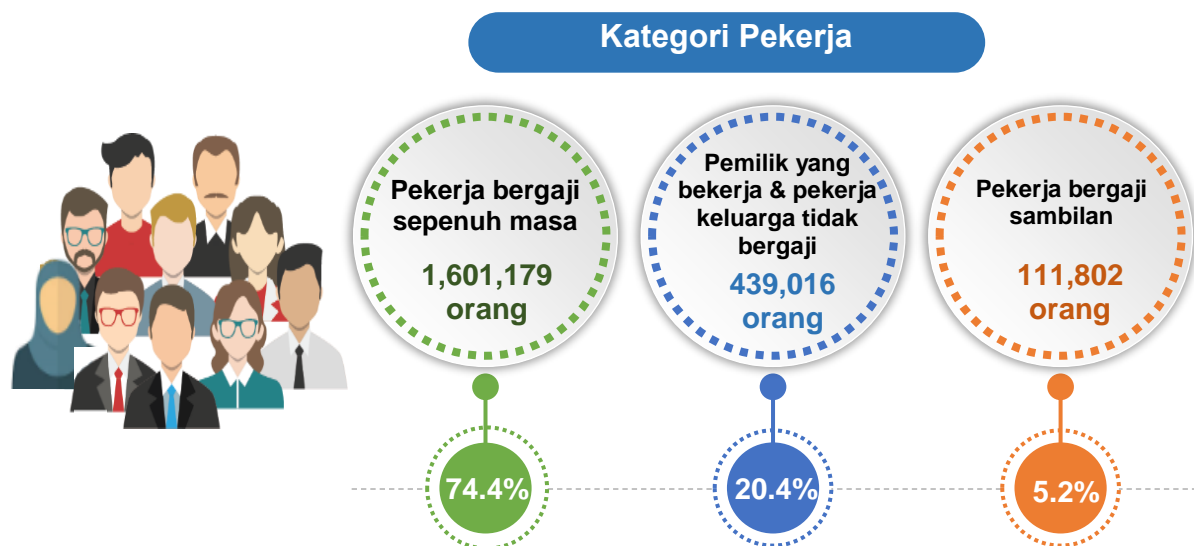 Kategori Pekerja
Pekerja bergaji
sepenuh masa
1,601,179
orang
74.4%
Pemilik yang
bekerja & pekerja
keluarga tidak
bergaji
439,016
orang
20.4%
Pekerja bergaji
sambilan
111,802
orang
5.2%